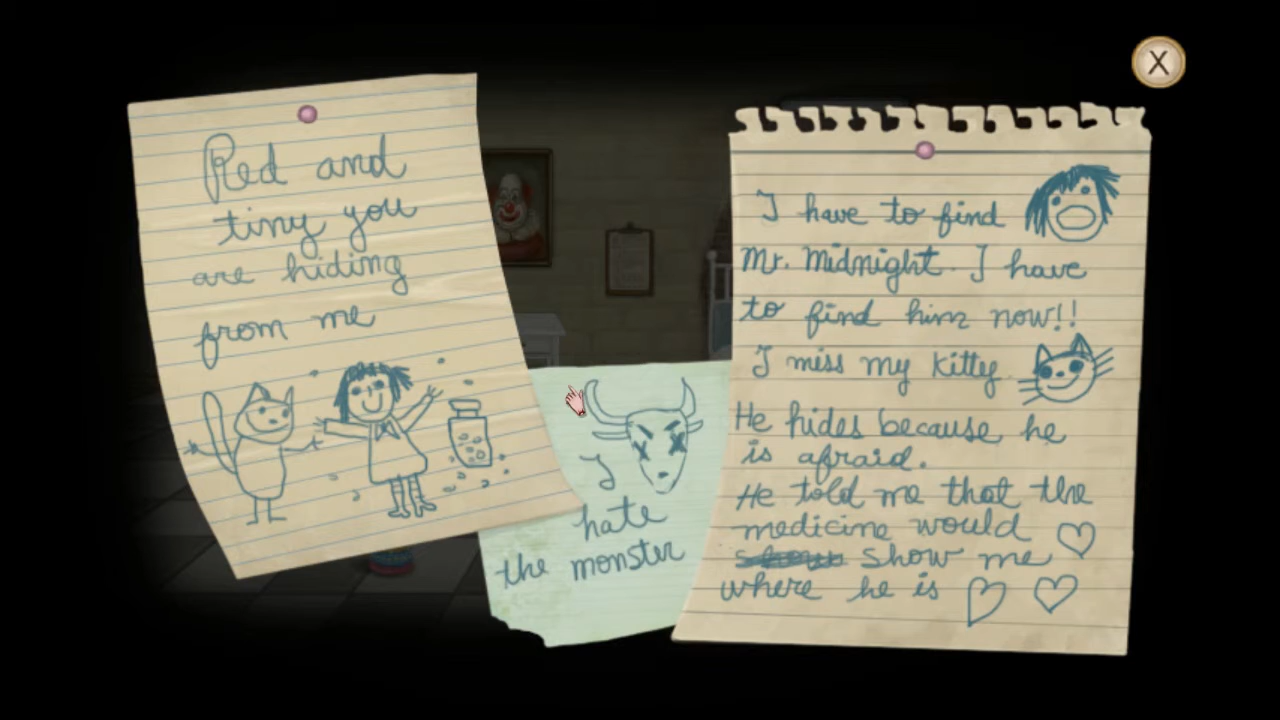 Red and
tiny you
are hiding
from me
I
hate
the monster
I have to find
Mr. Midnight. I have
to find him now!!
I miss my Kitty
He hides because he
is afraid.
He told me that the
medicine would
show me
where he is
X